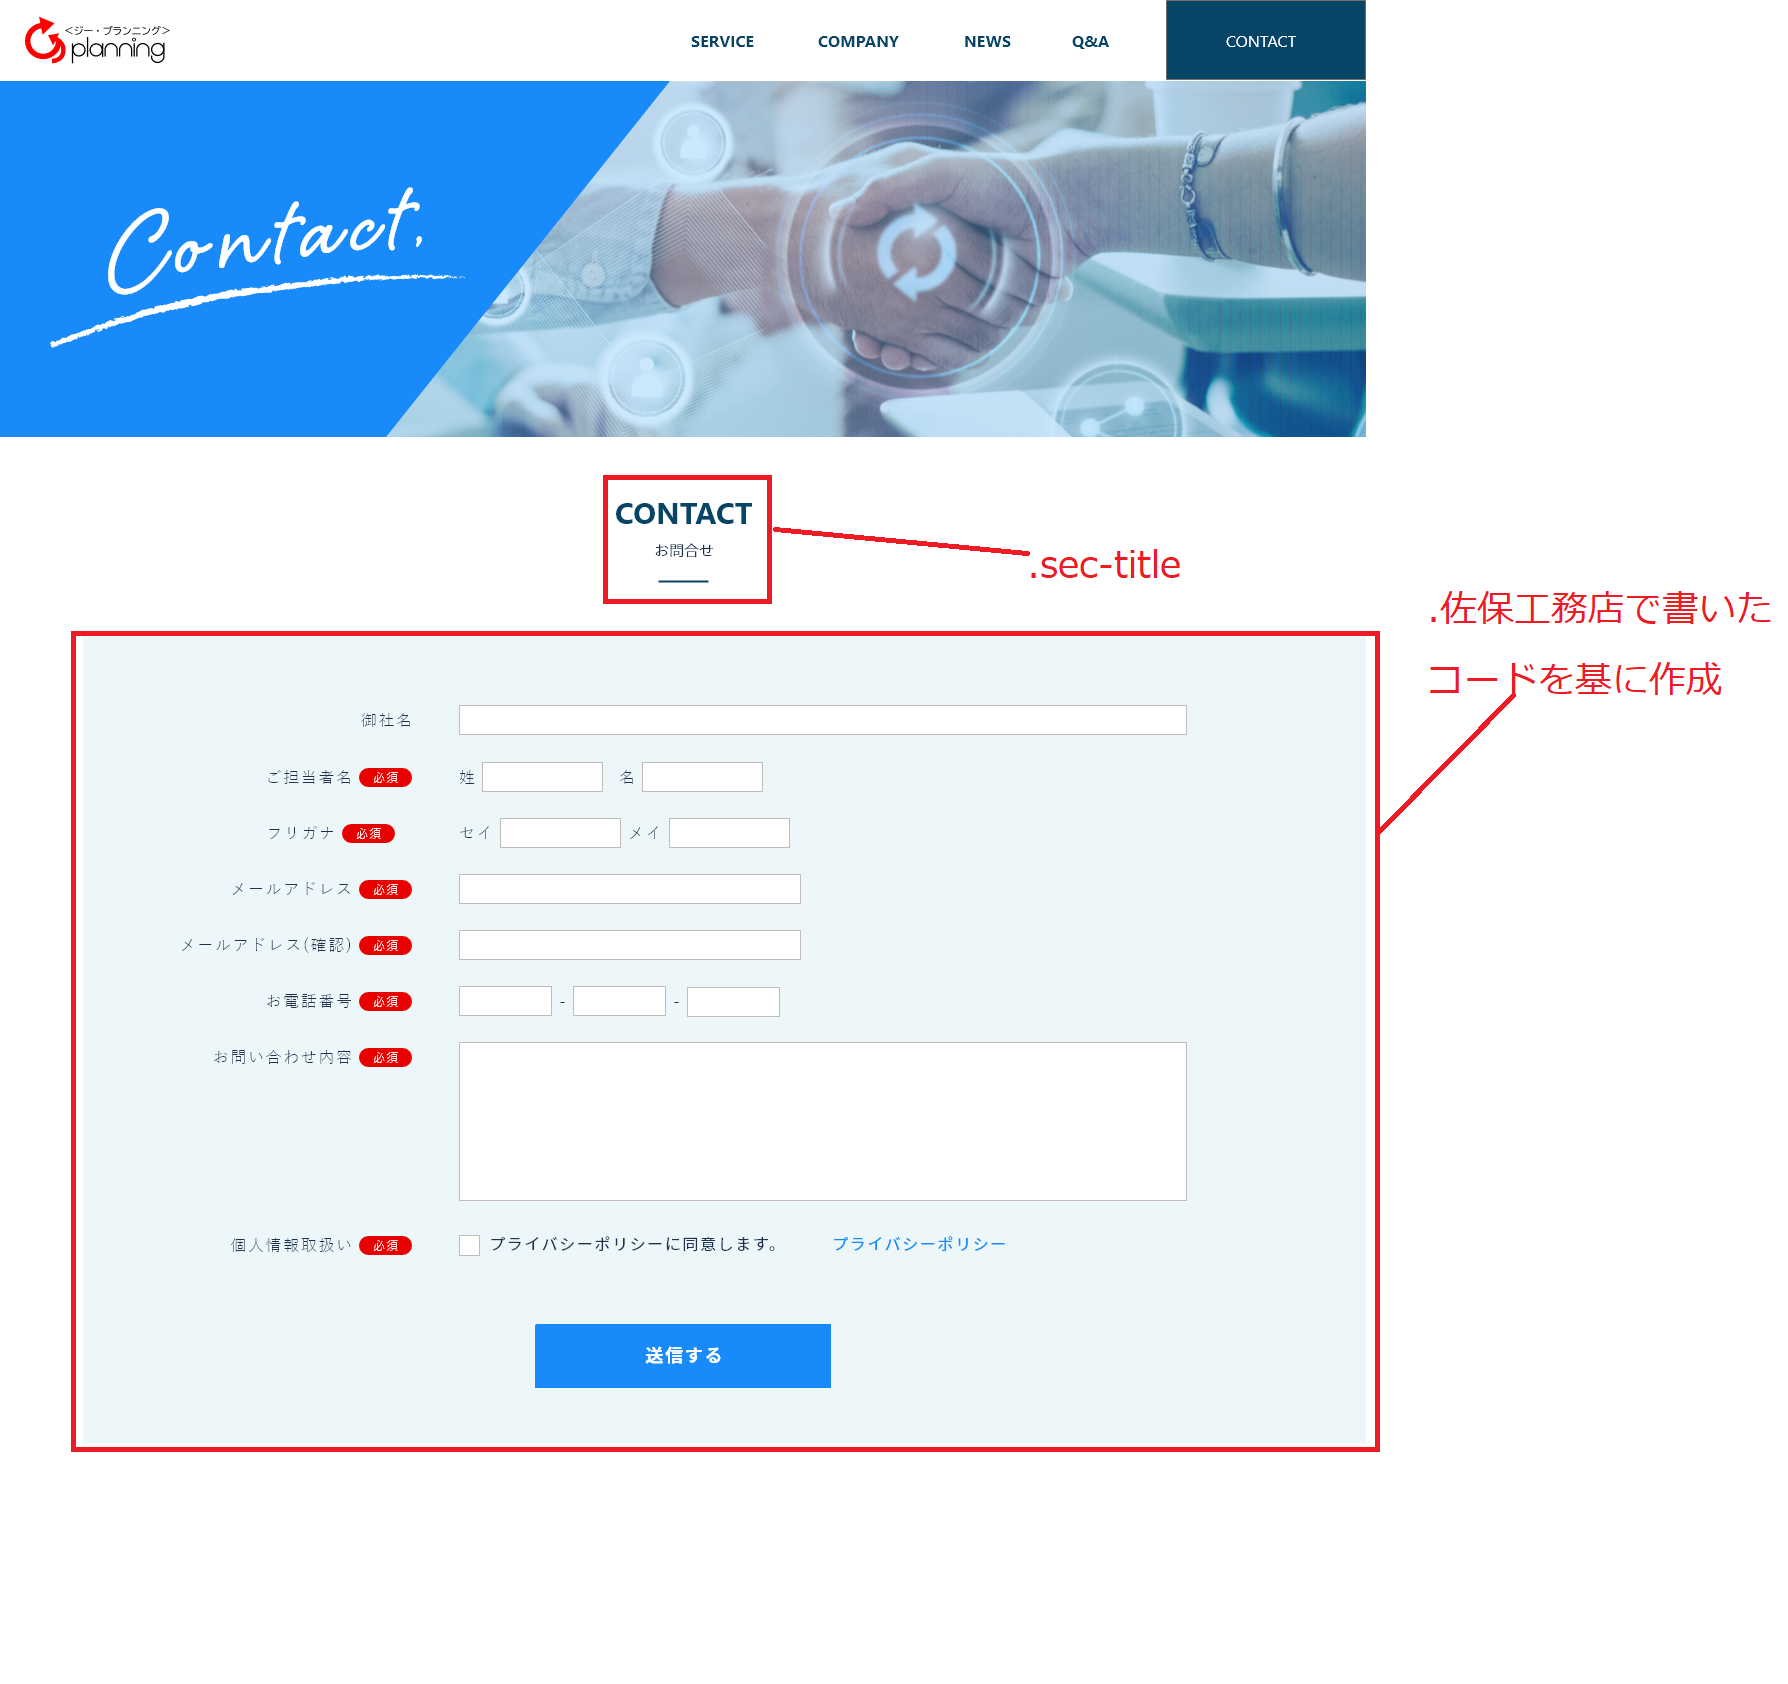 <ジー・プランニング>
planning
SERVICE
COMPANY
NEWS
Q&A
CONTACT
Contact,
CONTACT
お問合せ
.sec-title
.佐保工務店で書いた
コードを基に作成
御社名
ご担当者名 必須 姓 名
フリガナ 必須 セイ メイ
メールアドレス 必須
メールアドレス(確認) 必須
お電話番号 必須 - -
お問い合わせ内容 必須
個人情報取扱い 必須 プライバシーポリシーに同意します。 プライバシーポリシー
送信する